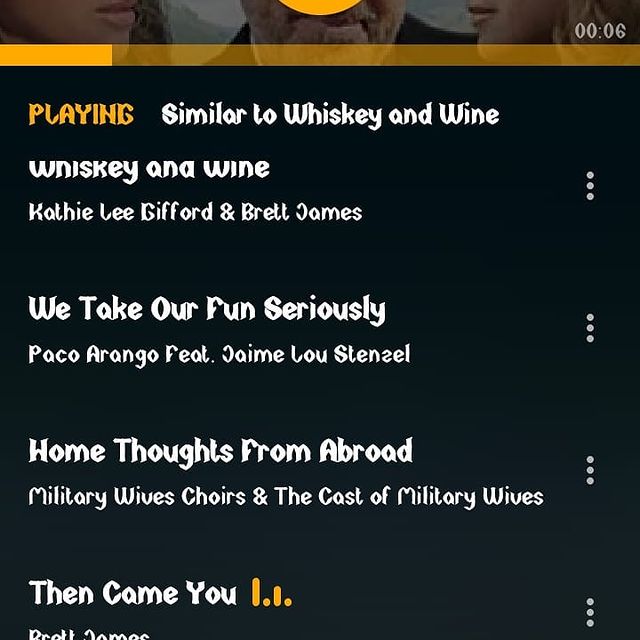 00:06
PLAYING Similar to Whiskey and Wine
Whiskey and Wine
Kathie Lee Gifford & Brett James
We Take Our Fun Seriously
Paco Arango Feat. Jaime Lou Stenzel
Home Thoughts From Abroad
Military Wives Choirs & The Cast of Military Wives
Then Came You
Brett James